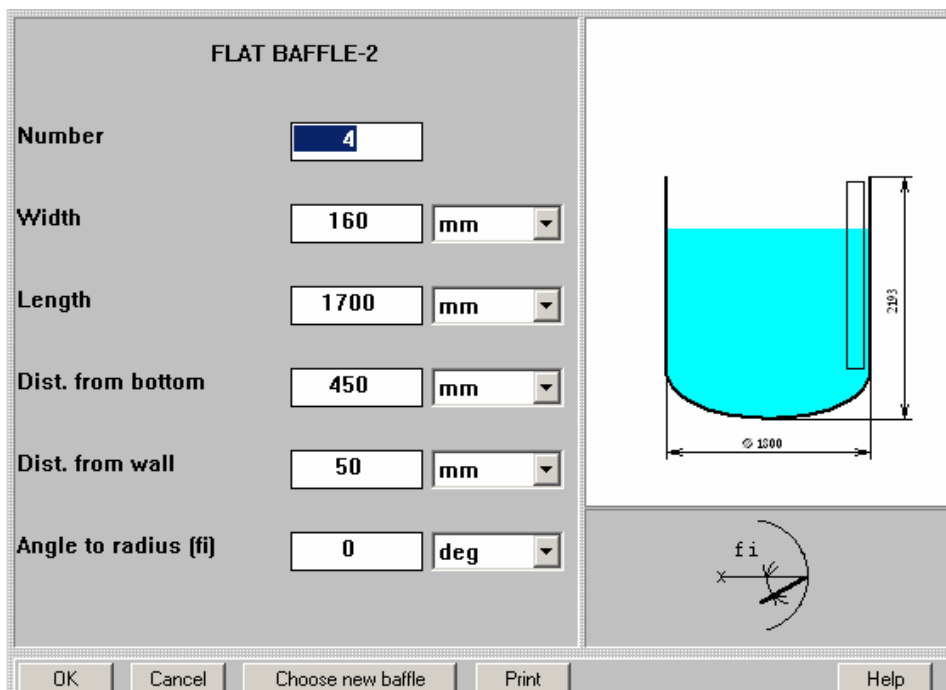 FLAT BAFFLE-2
Number 4
Width 160 mm
Length 1700 mm
Dist. from bottom 450 mm
Dist. from wall 50 mm
Angle to radius (fi) 0 deg
2193
Ø 1800
fi
OK Cancel Choose new baffle Print Help